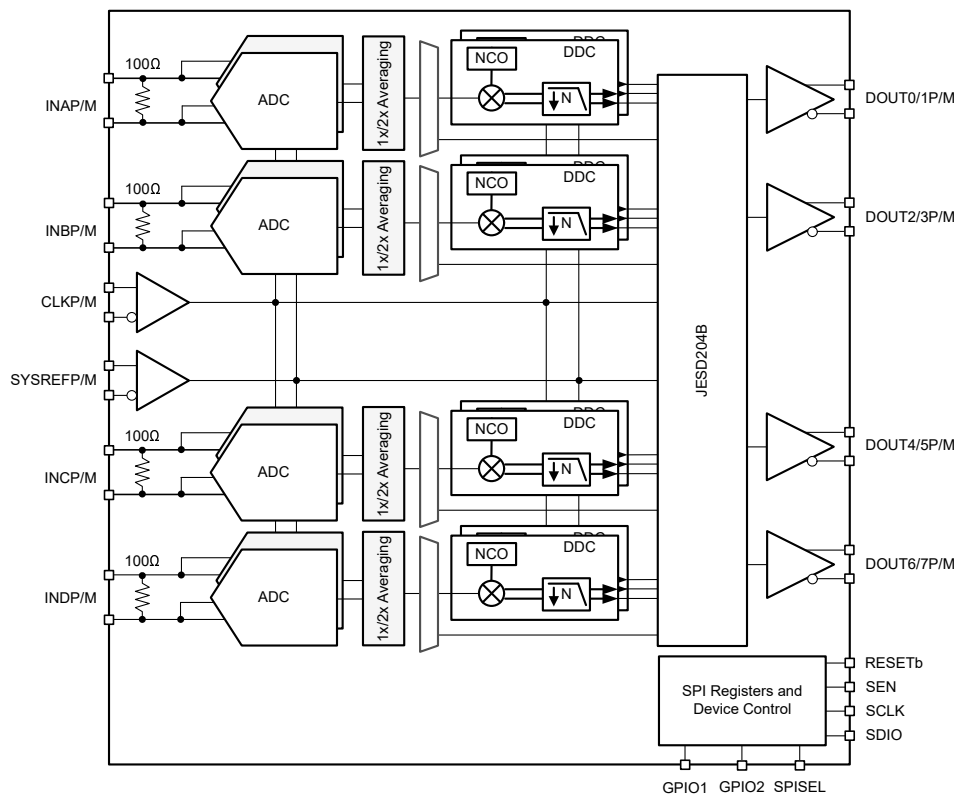 100Ω
INAP/M
ADC
1x/2x Averaging
NCO
DDC
N
DOUT0/1P/M
100Ω
INBP/M
ADC
1x/2x Averaging
NCO
DDC
N
DOUT2/3P/M
CLKP/M
SYSREFP/M
JESD204B
100Ω
INCP/M
ADC
1x/2x Averaging
NCO
DDC
N
DOUT4/5P/M
100Ω
INDP/M
ADC
1x/2x Averaging
NCO
DDC
N
DOUT6/7P/M
SPI Registers and
Device Control
RESETb
SEN
SCLK
SDIO
GPIO1
GPIO2
SPISEL